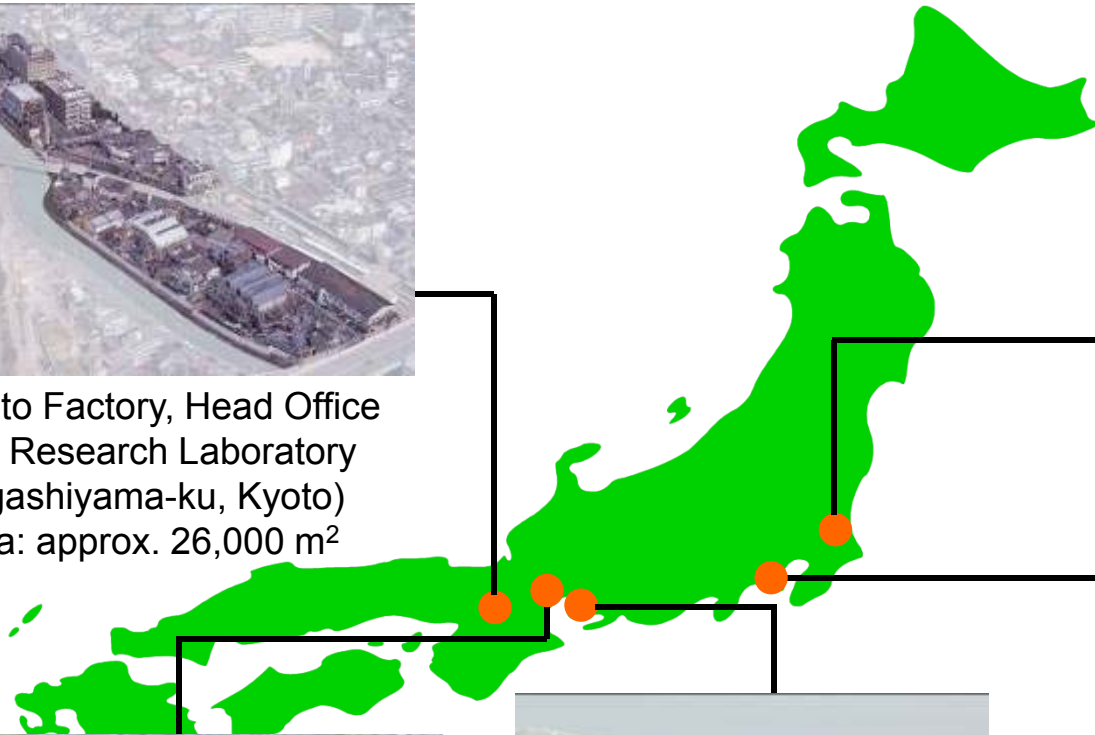 to Factory, Head Office
Research Laboratory
gashiyama-ku, Kyoto)
a: approx. 26,000 m²